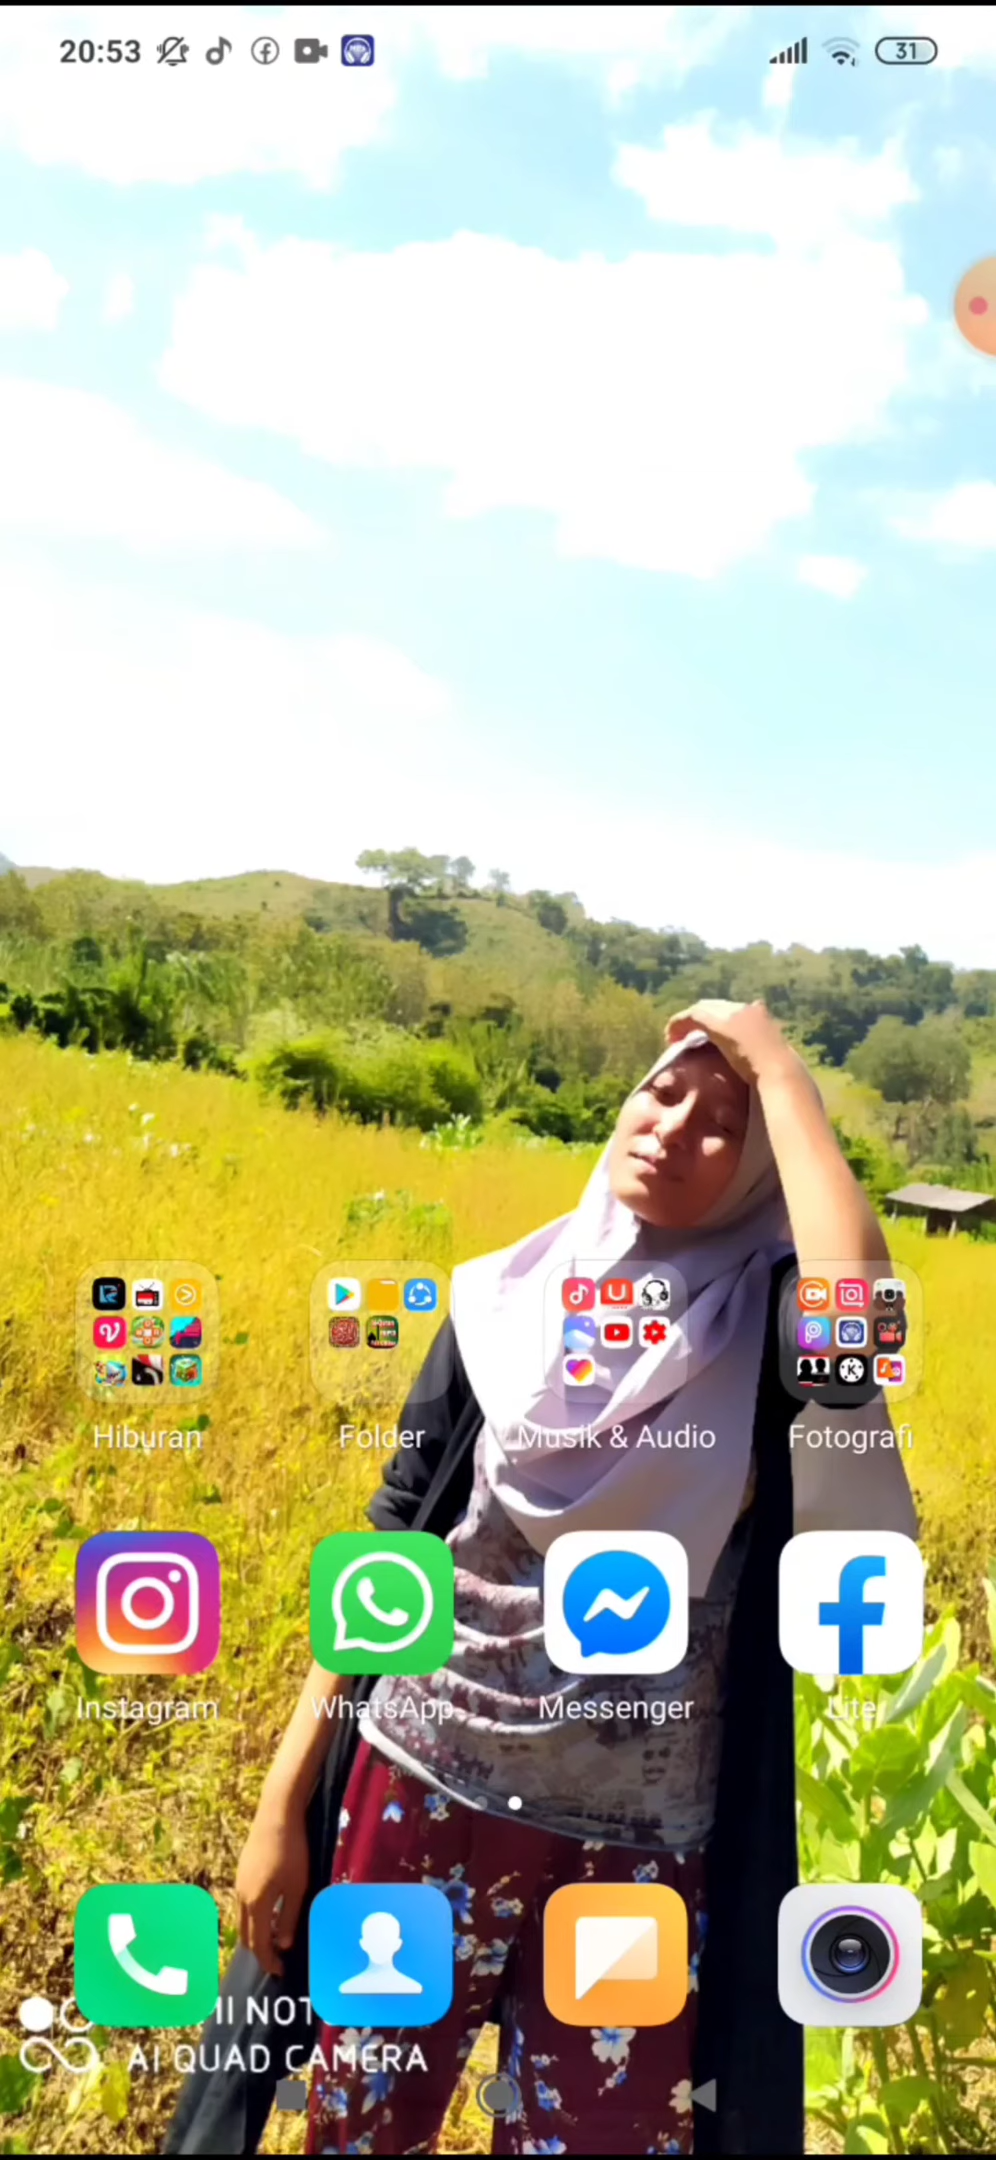 20:53
31
Hiburan
Folder
Musik & Audio
Fotografi
Instagram
WhatsApp
Messenger
Lite
AI QUAD CAMERA